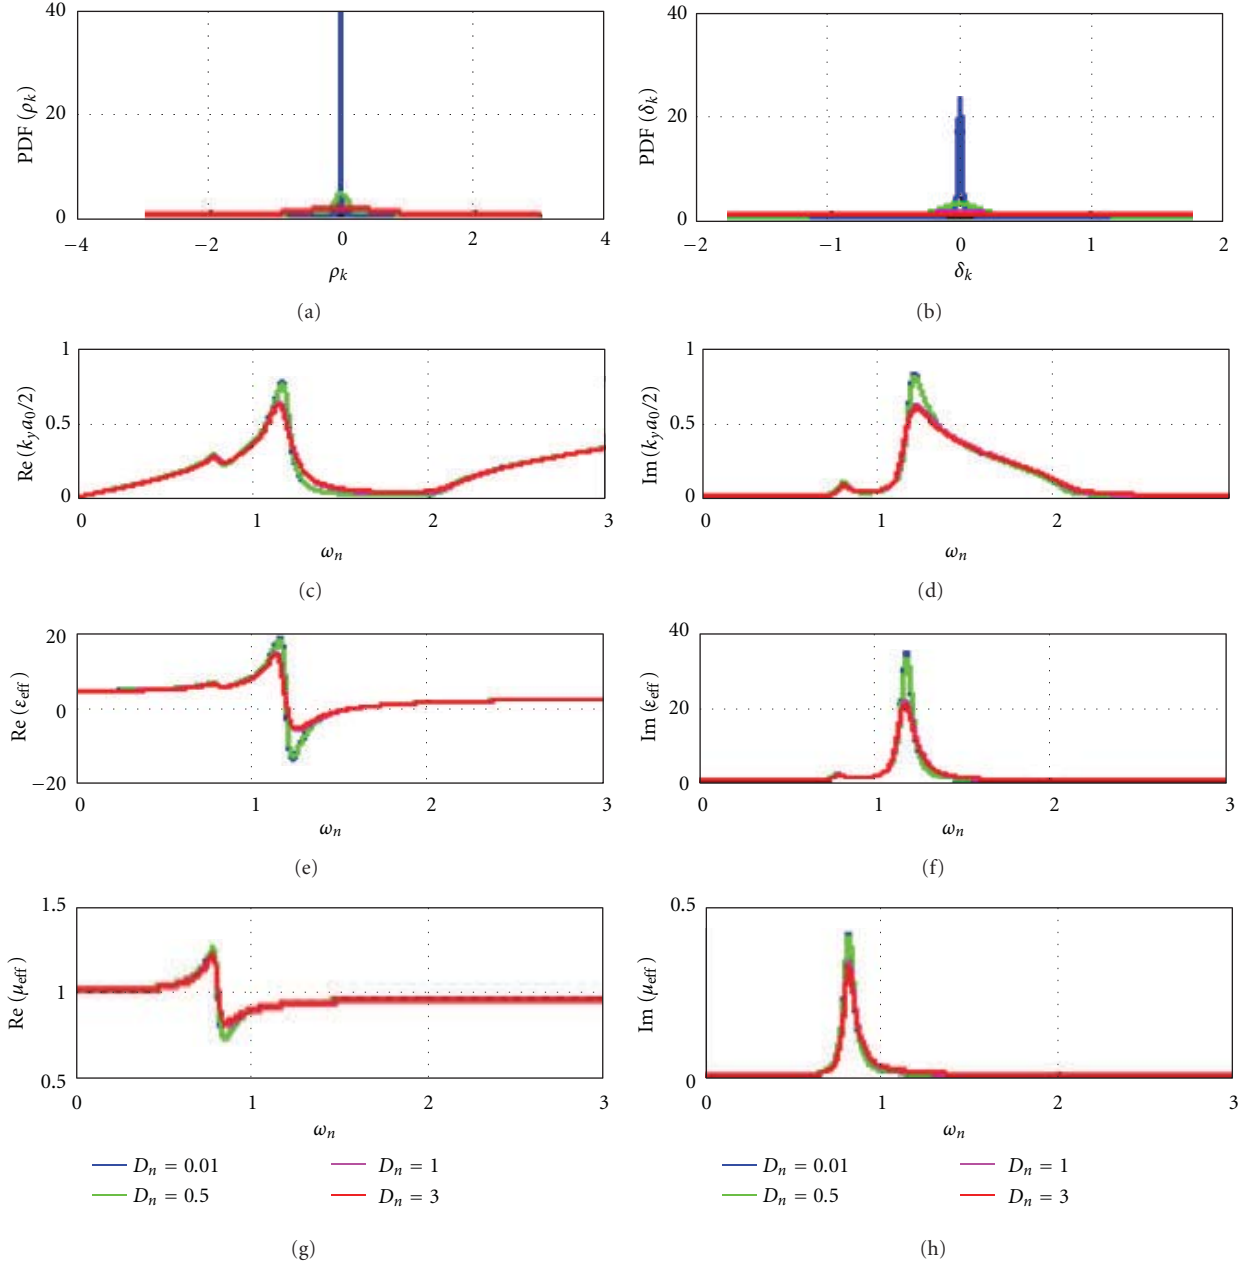 40
20
0
PDF (ρk)
−4 −2 0 2 4
ρk
(a)
40
20
0
PDF (δk)
−2 −1 0 1 2
δk
(b)
1
0.5
0
Re (kya0/2)
0 1 2 3
ωn
(c)
1
0.5
0
Im (kya0/2)
0 1 2
ωn
(d)
20
0
−20
Re (εeff)
0 1 2 3
ωn
(e)
40
20
0
Im (εeff)
0 1 2 3
ωn
(f)
1.5
1
0.5
Re (μeff)
0 1 2 3
ωn
Dn = 0.01
Dn = 1
Dn = 0.5
Dn = 3
(g)
0.5
0
Im (μeff)
0 1 2 3
ωn
Dn = 0.01
Dn = 1
Dn = 0.5
Dn = 3
(h)